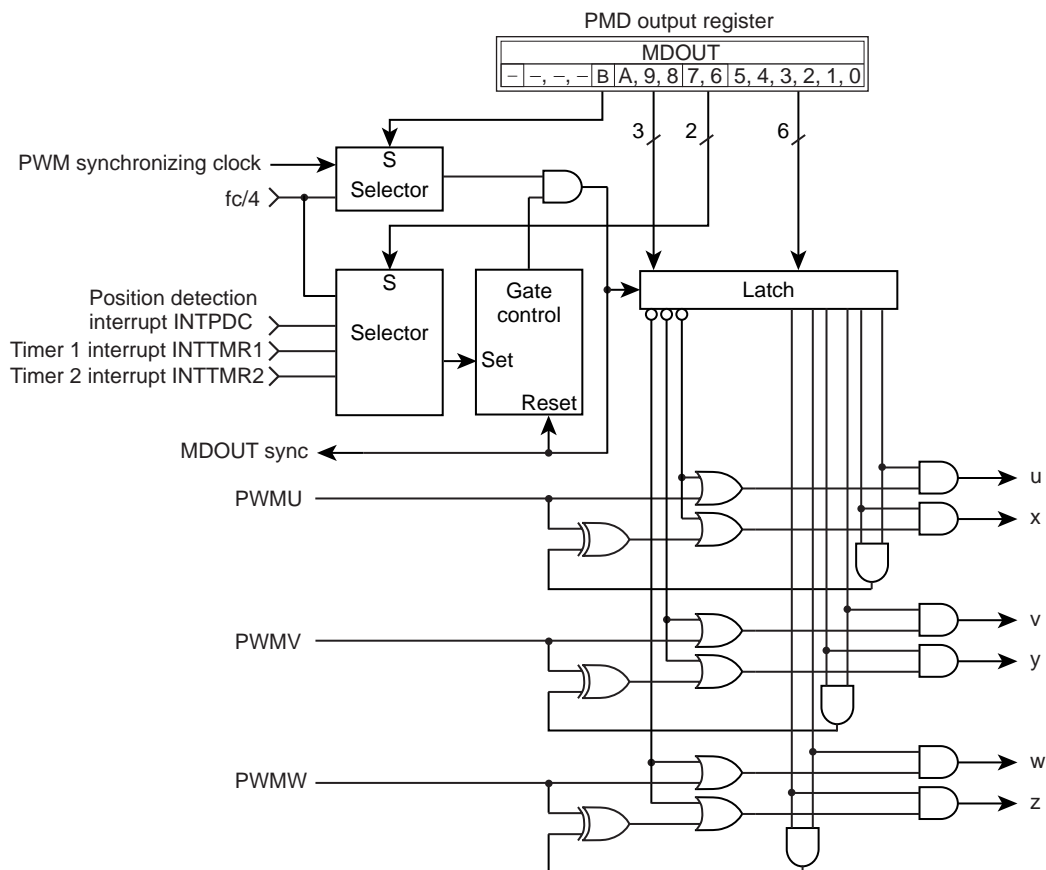 PMD output register
MDOUT
– –, –, – B A, 9, 8 7, 6 5, 4, 3, 2, 1, 0
3 2 6
PWM synchronizing clock
S
Selector
fc/4
S
Selector
Gate
control
Set
Reset
Latch
Position detection
interrupt INTPDC
Timer 1 interrupt INTTMR1
Timer 2 interrupt INTTMR2
MDOUT sync
PWMU
u
x
PWMV
v
y
PWMW
w
z